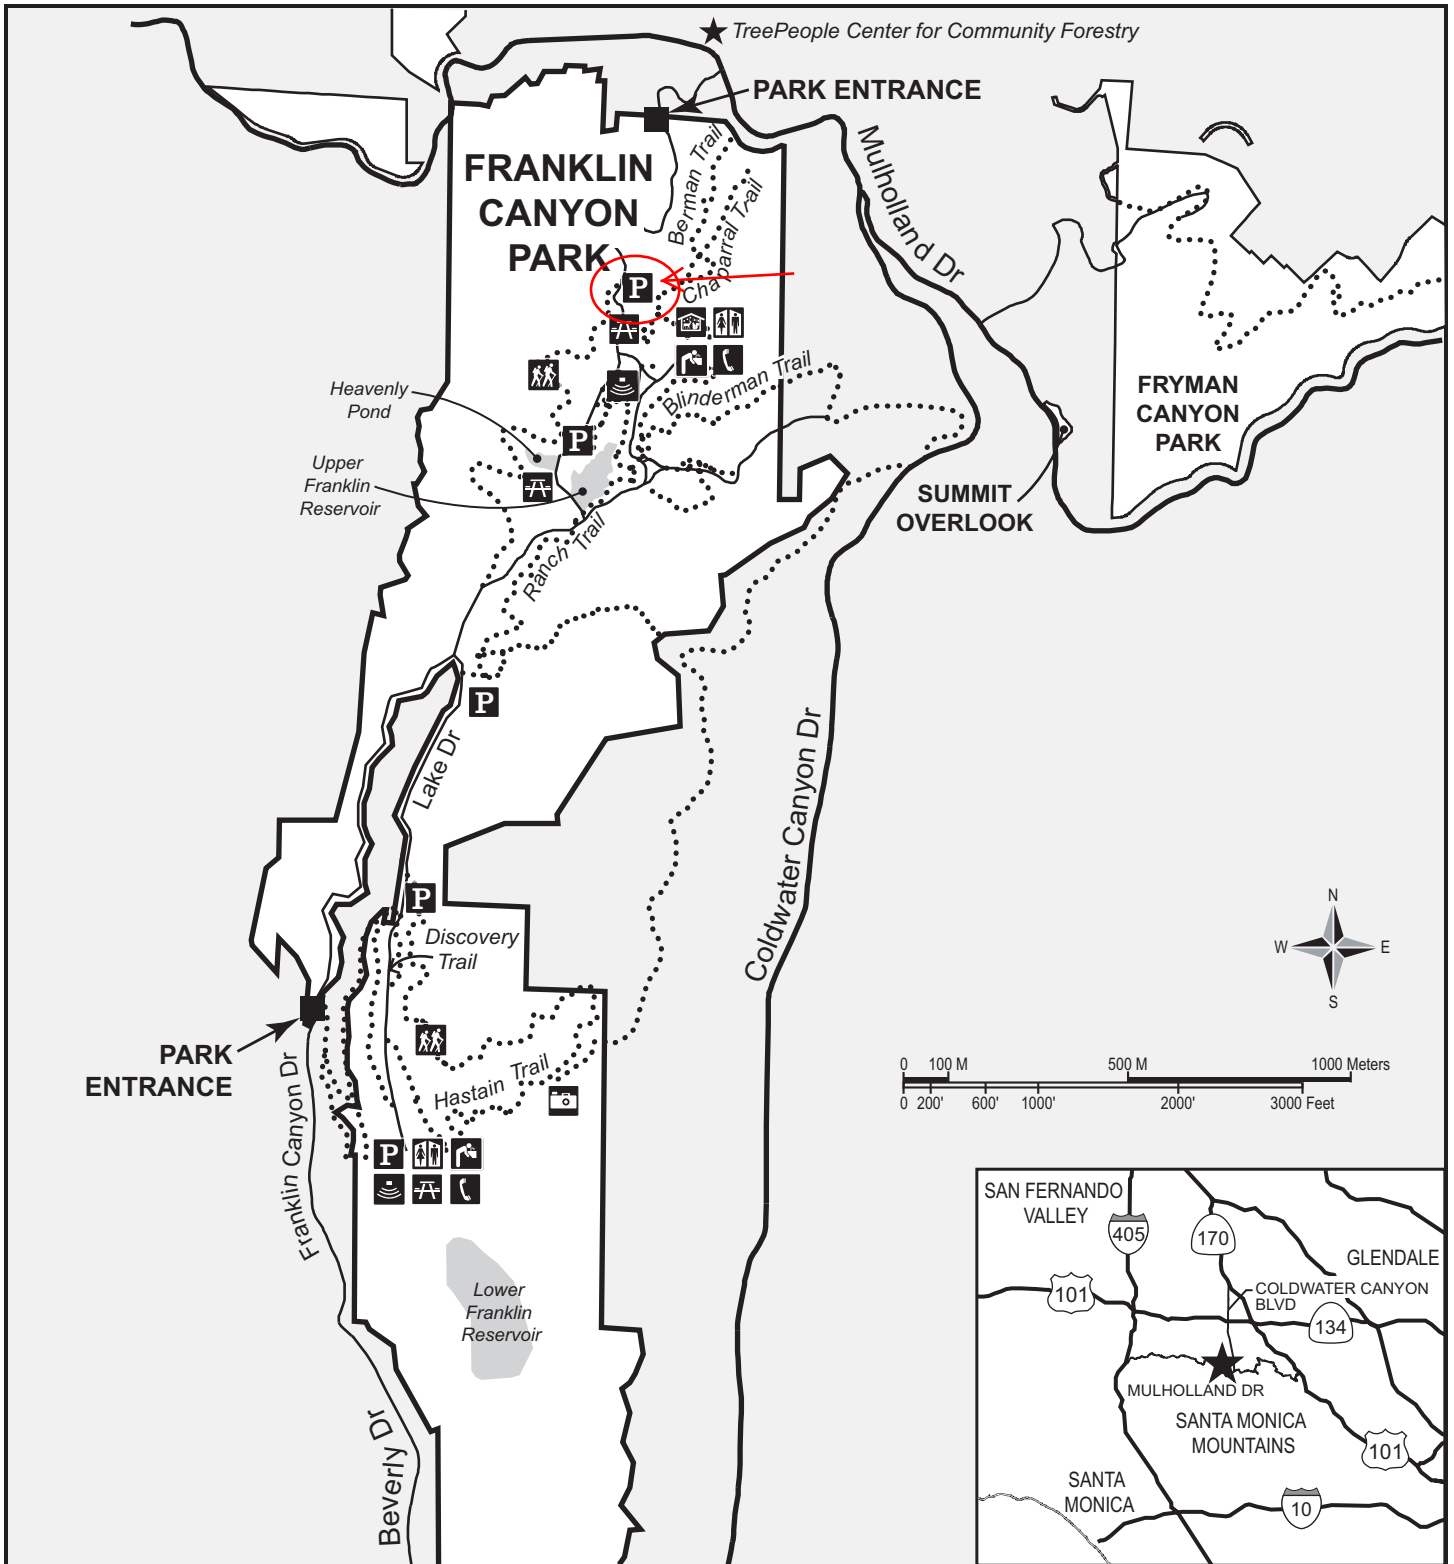 TreePeople Center for Community Forestry
PARK ENTRANCE
FRANKLIN
CANYON
PARK
Berman Trail
Chaparral Trail
Mulholland Dr
P
Blinderman Trail
Heavenly
Pond
P
Upper
Franklin
Reservoir
Ranch Trail
FRYMAN
CANYON
PARK
SUMMIT
OVERLOOK
P
Lake Dr
Coldwater Canyon Dr
P
Discovery
Trail
PARK
ENTRANCE
Hastain Trail
Franklin Canyon Dr
P
Lower
Franklin
Reservoir
Beverly Dr
N
W E
S
0 100 M 500 M 1000 Meters
0 200' 600' 1000' 2000' 3000 Feet
SAN FERNANDO
VALLEY
405
170
GLENDALE
101
COLDWATER CANYON
BLVD
134
MULHOLLAND DR
SANTA MONICA
MOUNTAINS
101
SANTA
MONICA
10